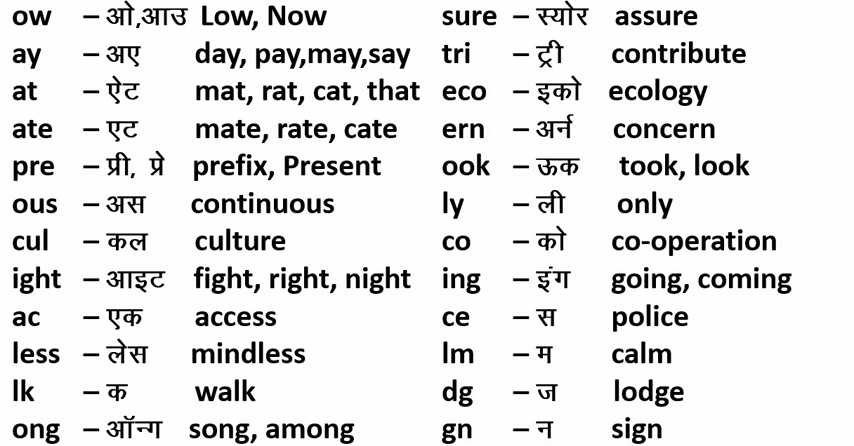 ow – ओ,आउ Low, Now sure – स्योर assure
ay – अए day, pay,may,say tri – ट्री contribute
at – ऐट mat, rat, cat, that eco – इको ecology
ate – एट mate, rate, cate ern – अर्न concern
pre – प्री, प्रे prefix, Present ook – ऊक took, look
ous – अस continuous ly – ली only
cul – कल culture co – को co-operation
ight – आइट fight, right, night ing – इंग going, coming
ac – एक access ce – स police
less – लेस mindless lm – म calm
lk – क walk dg – ज lodge
ong – ऑन्ग song, among gn – न sign